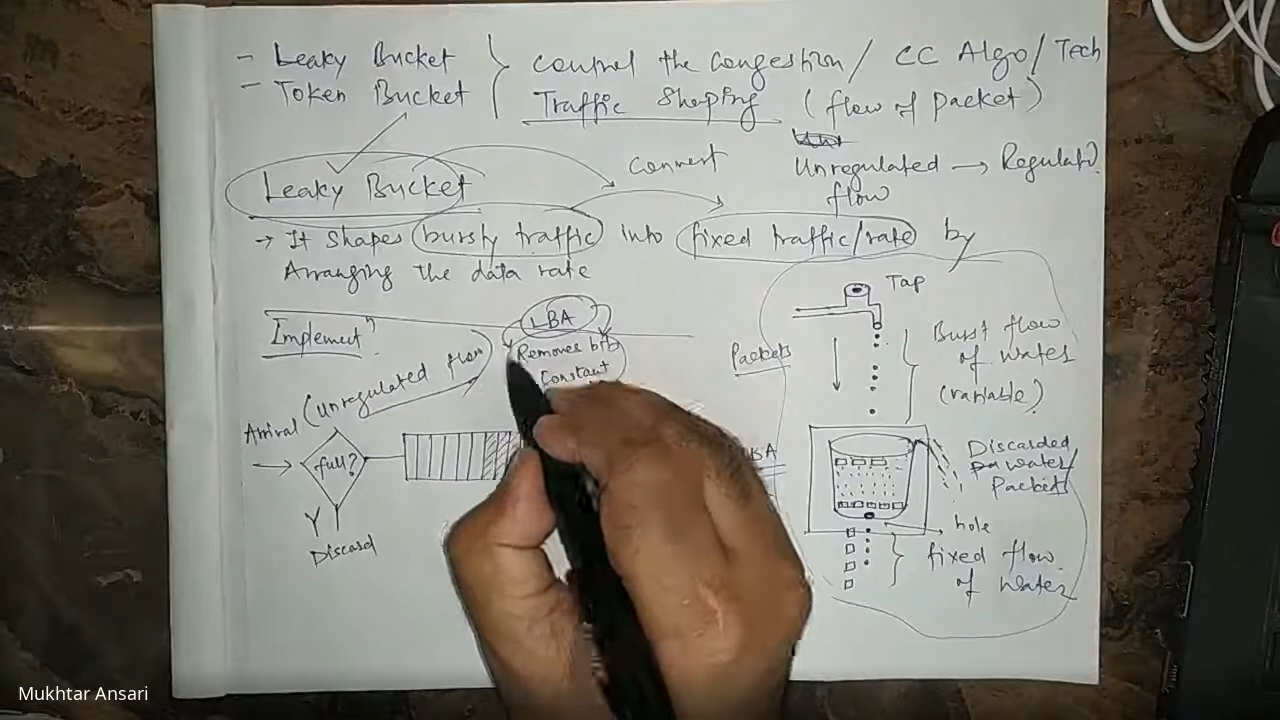 - Leaky Bucket
- Token Bucket
control the congestion / CC Algo / Tech
Traffic Shaping (flow of packet)
Leaky Bucket
convert
Unregulated → Regulatd.
flow
→ It shapes bursty traffic into fixed traffic/rate by
Arranging the data rate
Implement"
LBA
Removes bits
Constant
Arrival (unregulated flow
full?
Y
Discard
Tap
Packets
Burst flow
of water
(variable)
Discarded
water/
Packets
hole
fixed flow
of water
Mukhtar Ansari